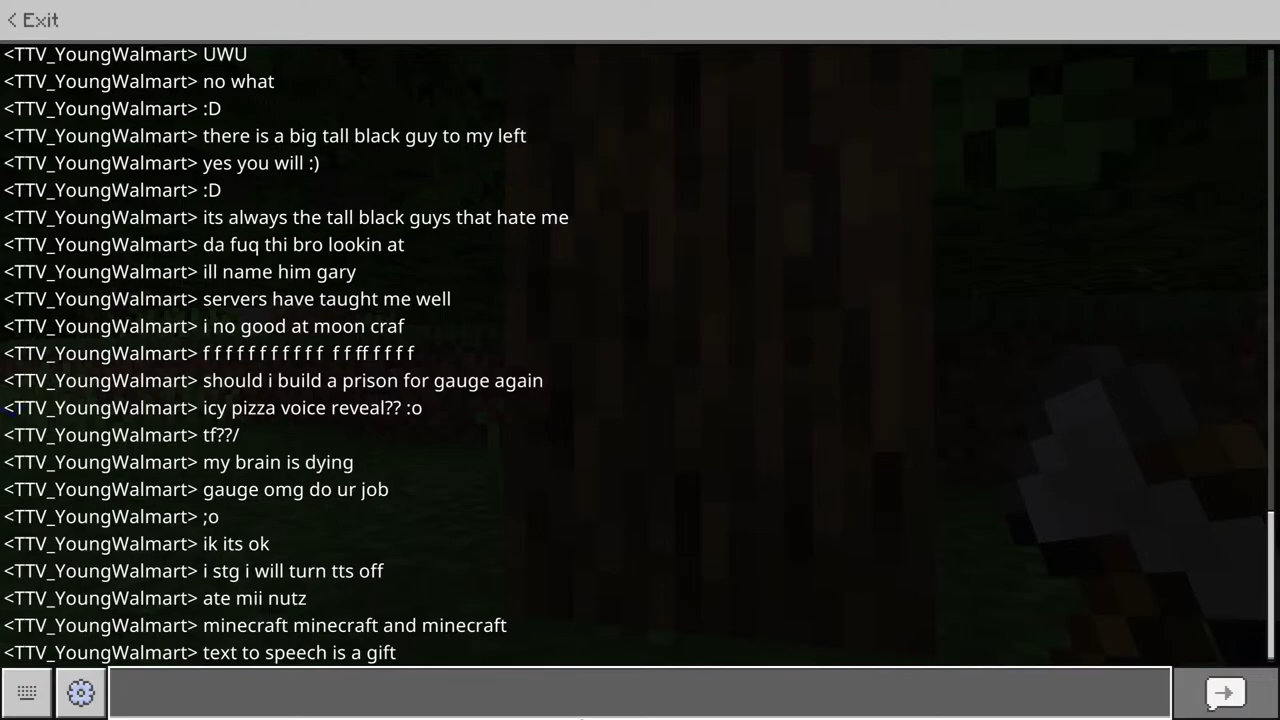 < Exit
<TTV_YoungWalmart> UWU
<TTV_YoungWalmart> no what
<TTV_YoungWalmart> :D
<TTV_YoungWalmart> there is a big tall black guy to my left
<TTV_YoungWalmart> yes you will :)
<TTV_YoungWalmart> :D
<TTV_YoungWalmart> its always the tall black guys that hate me
<TTV_YoungWalmart> da fuq thi bro lookin at
<TTV_YoungWalmart> ill name him gary
<TTV_YoungWalmart> servers have taught me well
<TTV_YoungWalmart> i no good at moon craf
<TTV_YoungWalmart> f f f f f f f f f f f  f f ff f f f f
<TTV_YoungWalmart> should i build a prison for gauge again
<TTV_YoungWalmart> icy pizza voice reveal?? :o
<TTV_YoungWalmart> tf??/
<TTV_YoungWalmart> my brain is dying
<TTV_YoungWalmart> gauge omg do ur job
<TTV_YoungWalmart> ;o
<TTV_YoungWalmart> ik its ok
<TTV_YoungWalmart> i stg i will turn tts off
<TTV_YoungWalmart> ate mii nutz
<TTV_YoungWalmart> minecraft minecraft and minecraft
<TTV_YoungWalmart> text to speech is a gift